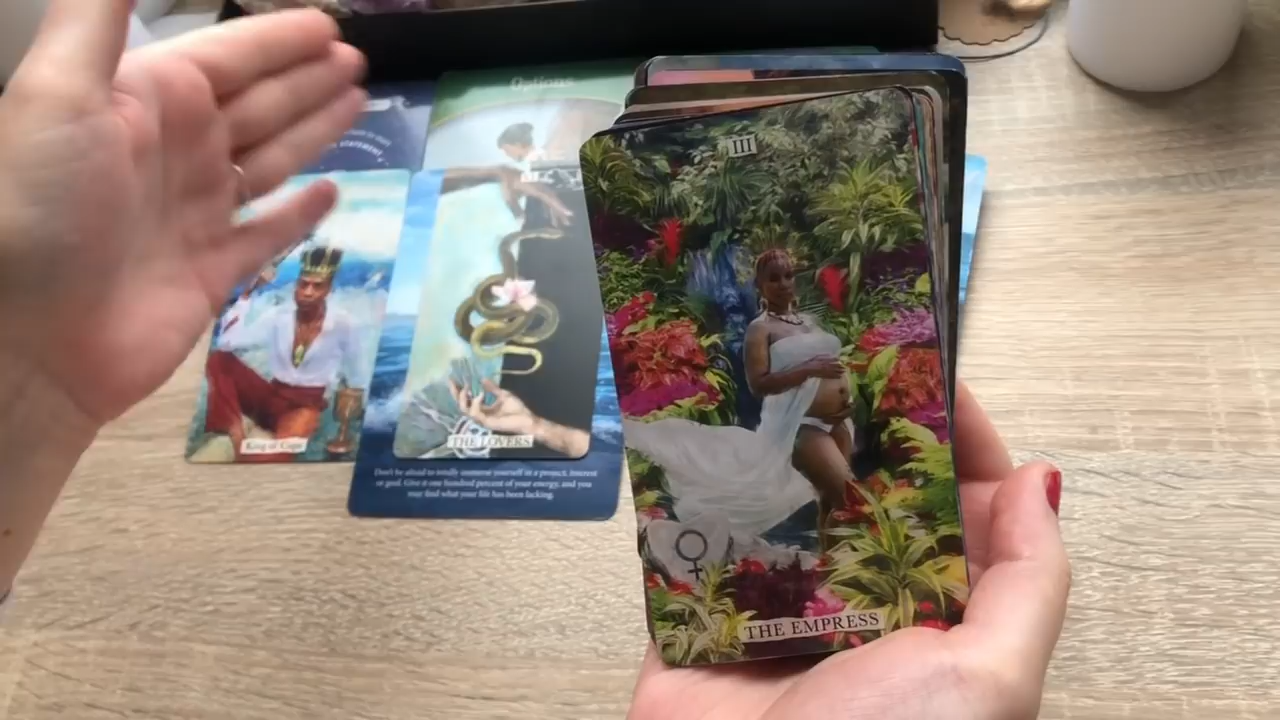 Options
STATEMENT
III
King of Cups
THE LOVERS
Don't be afraid to totally immerse yourself in a project, interest
or goal. Give it one hundred percent of your energy, and you
may find what your life has been lacking.
THE EMPRESS